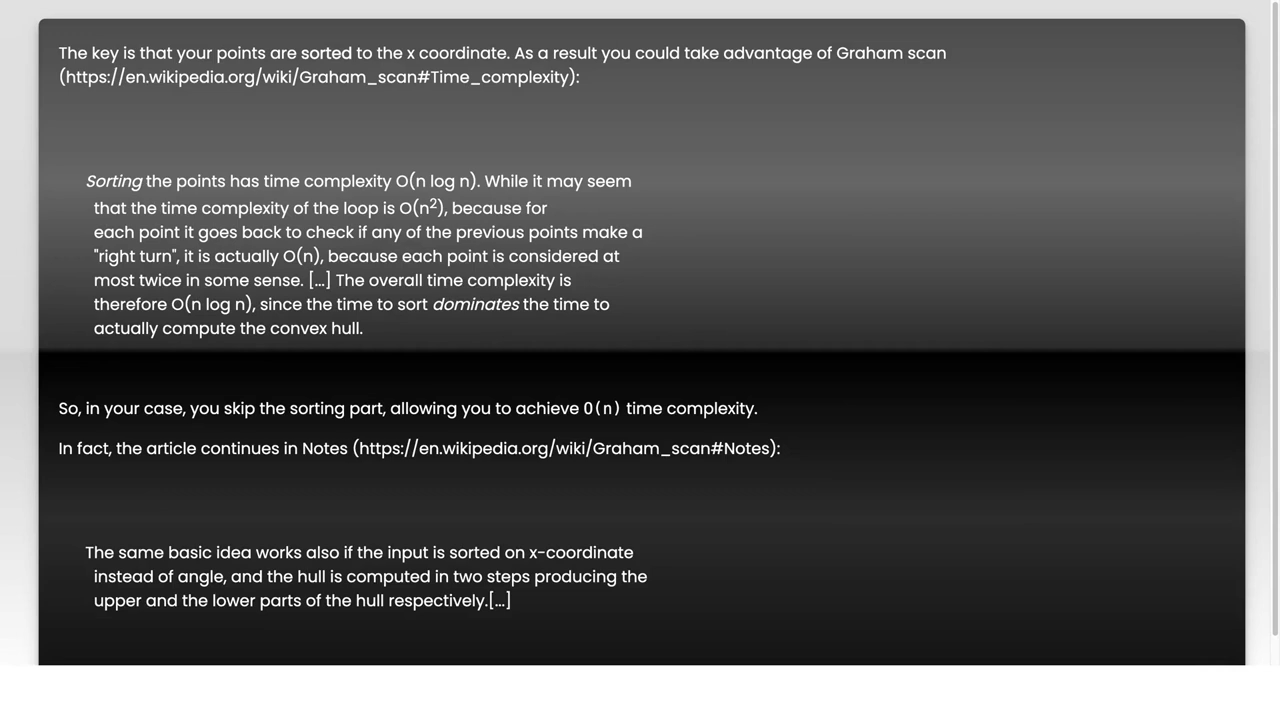 The key is that your points are sorted to the x coordinate. As a result you could take advantage of Graham scan
(https://en.wikipedia.org/wiki/Graham_scan#Time_complexity):
Sorting the points has time complexity O(n log n). While it may seem
that the time complexity of the loop is O(n²), because for
each point it goes back to check if any of the previous points make a
"right turn", it is actually O(n), because each point is considered at
most twice in some sense. [...] The overall time complexity is
therefore O(n log n), since the time to sort dominates the time to
actually compute the convex hull.
So, in your case, you skip the sorting part, allowing you to achieve O(n) time complexity.
In fact, the article continues in Notes (https://en.wikipedia.org/wiki/Graham_scan#Notes):
The same basic idea works also if the input is sorted on x-coordinate
instead of angle, and the hull is computed in two steps producing the
upper and the lower parts of the hull respectively.[...]